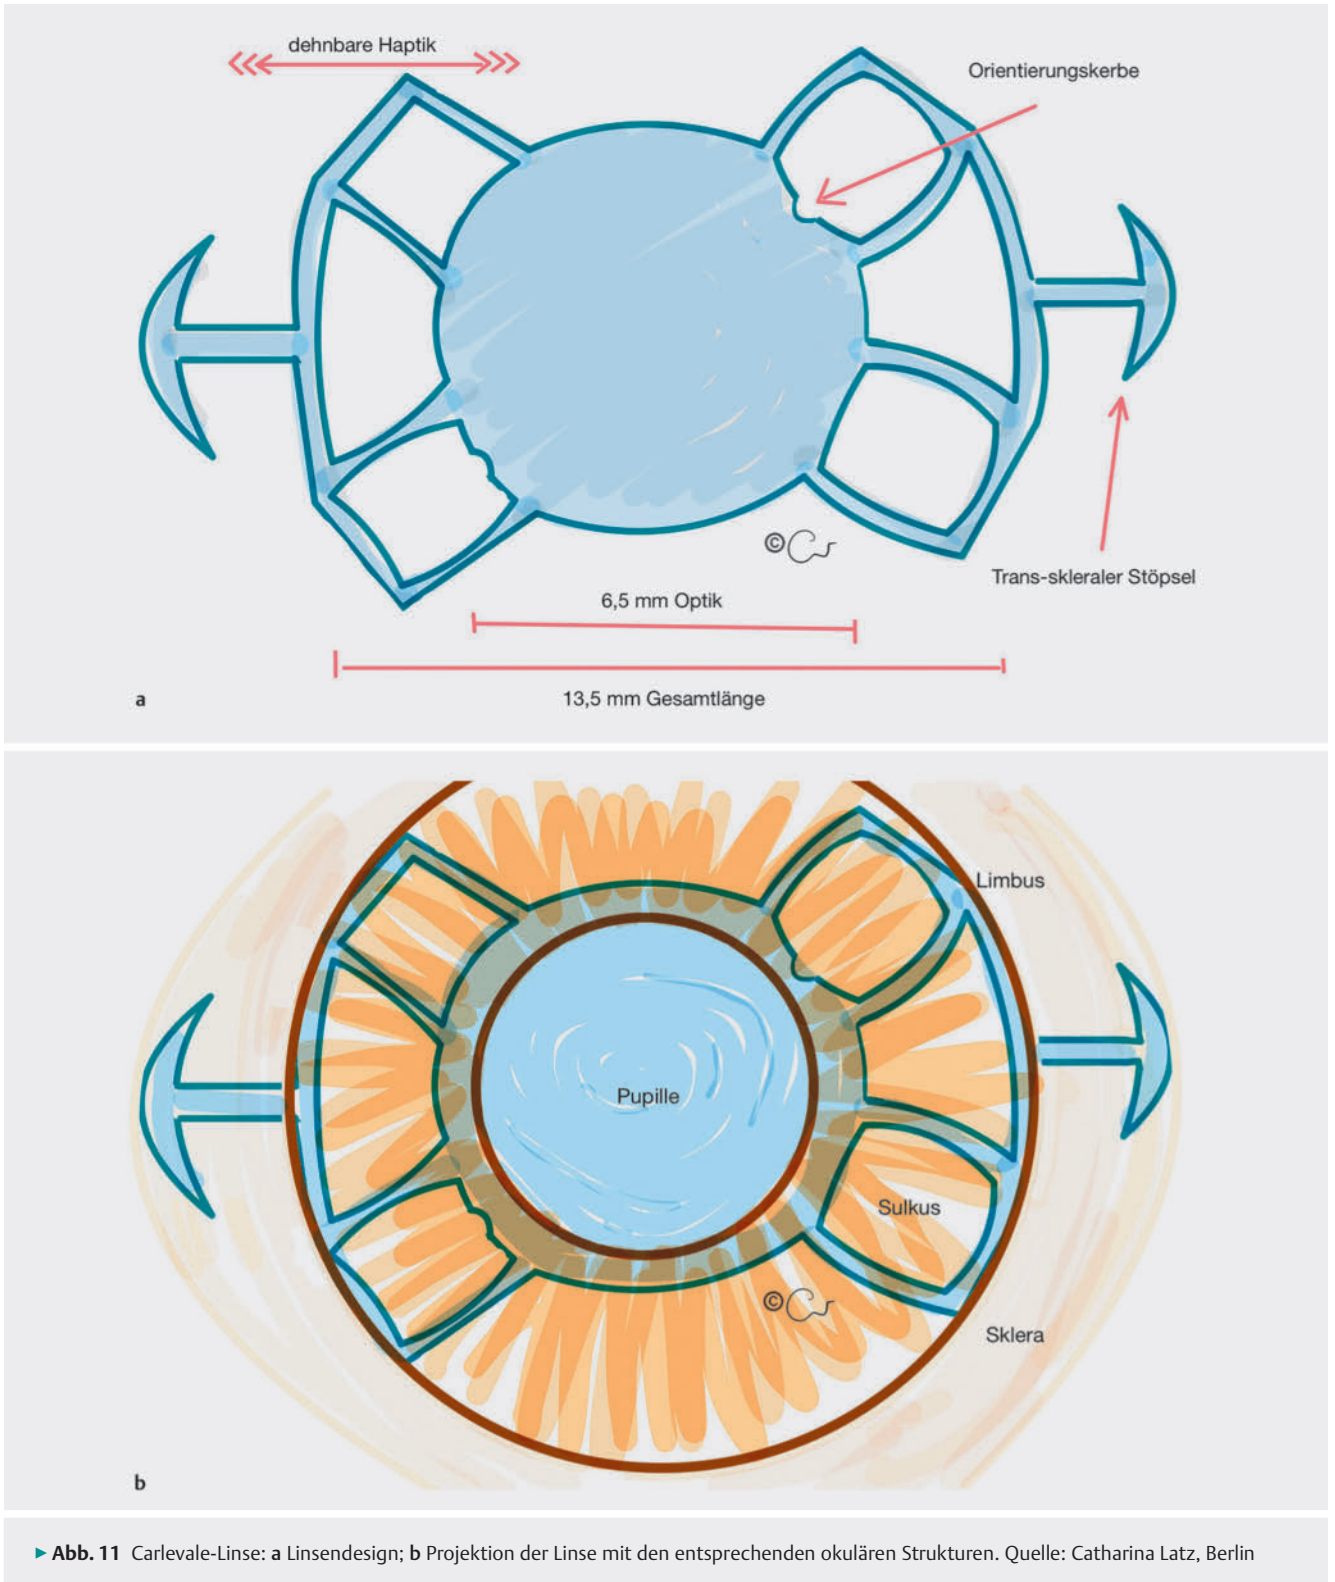 dehnbare Haptik
Orientierungskerbe
Trans-skleraler Stöpsel
©
6,5 mm Optik
13,5 mm Gesamtlänge
a
Limbus
Pupille
Sulkus
©
Sklera
b
▶ Abb. 11 Carlevale-Linse: a Linsendesign; b Projektion der Linse mit den entsprechenden okulären Strukturen. Quelle: Catharina Latz, Berlin